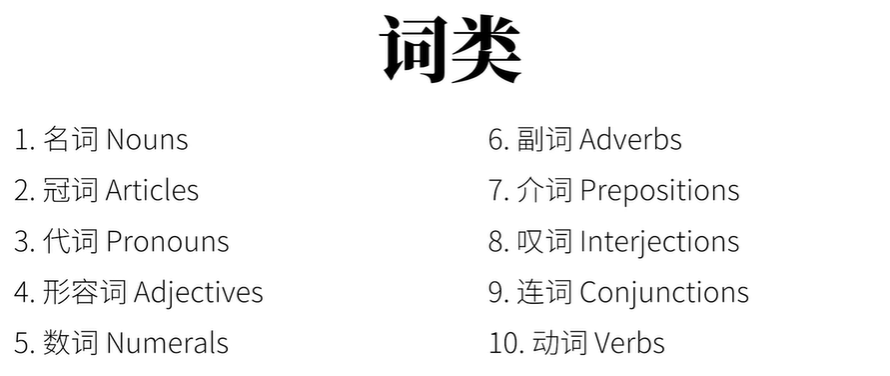 词类
1. 名词 Nouns
2. 冠词 Articles
3. 代词 Pronouns
4. 形容词 Adjectives
5. 数词 Numerals
6. 副词 Adverbs
7. 介词 Prepositions
8. 叹词 Interjections
9. 连词 Conjunctions
10. 动词 Verbs